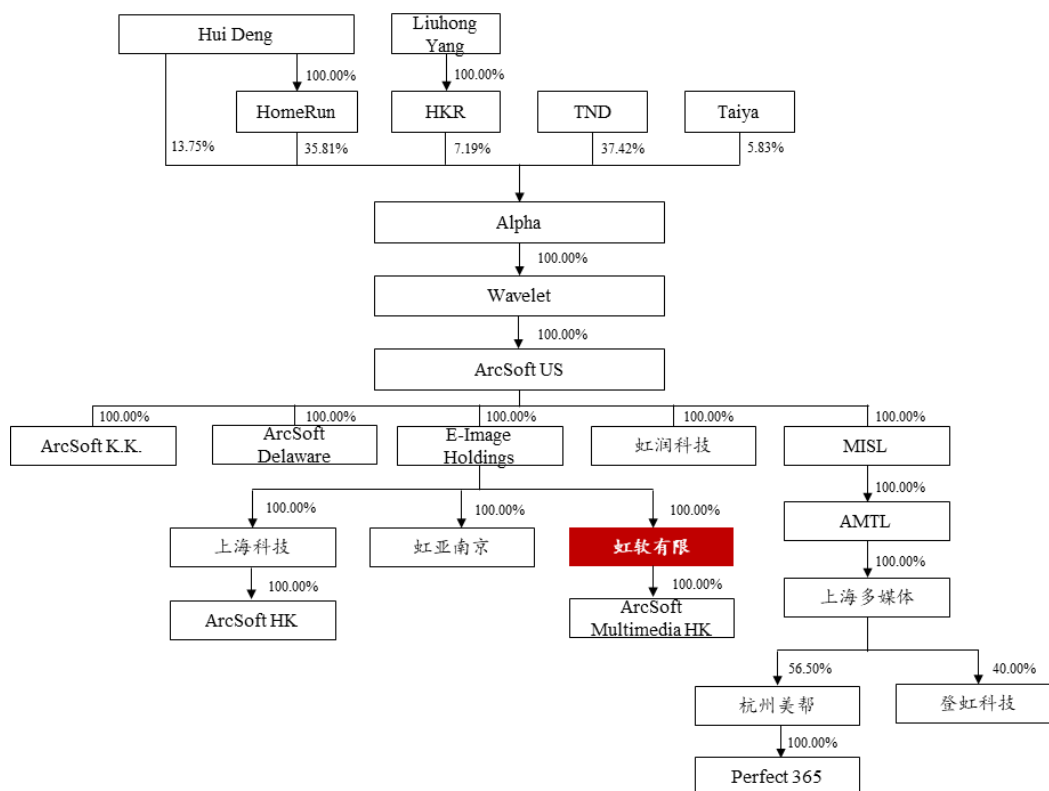 Hui Deng
Liuhong
Yang
100.00%
100.00%
HomeRun
HKR
TND
Taiya
13.75%
35.81%
7.19%
37.42%
5.83%
Alpha
100.00%
Wavelet
100.00%
ArcSoft US
100.00%
100.00%
100.00%
100.00%
100.00%
ArcSoft K.K.
ArcSoft
Delaware
E-Image
Holdings
虹润科技
MISL
100.00%
100.00%
100.00%
100.00%
上海科技
虹亚南京
虹软有限
AMTL
100.00%
100.00%
100.00%
ArcSoft HK
ArcSoft
Multimedia HK
上海多媒体
56.50%
40.00%
杭州美帮
登虹科技
100.00%
Perfect 365